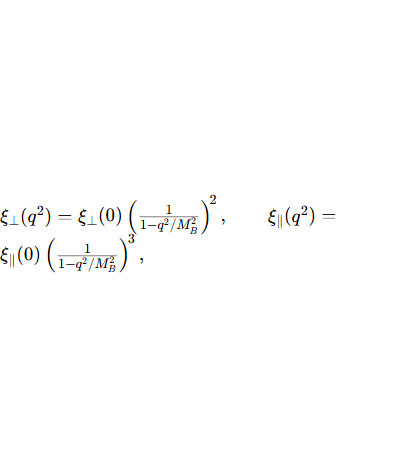 ξ⊥(q²) = ξ⊥(0) (1/(1−q²/M_B²))², ξ∥(q²) =
ξ∥(0) (1/(1−q²/M_B²))³,